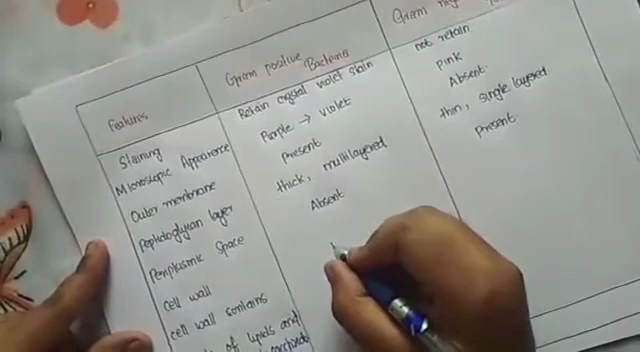 Features
Gram positive Bacteria
Gram
Staining
Retain crystal violet stain
not retain
Microscopic Appearence
Purple → violet
Pink
Outer membrane
Present
Absent.
Peptidoglycan layer
thick, multilayered
thin, single layered
Periplasmic Space
Absent
Present.
Cell wall
Cell wall contains
of lipids and